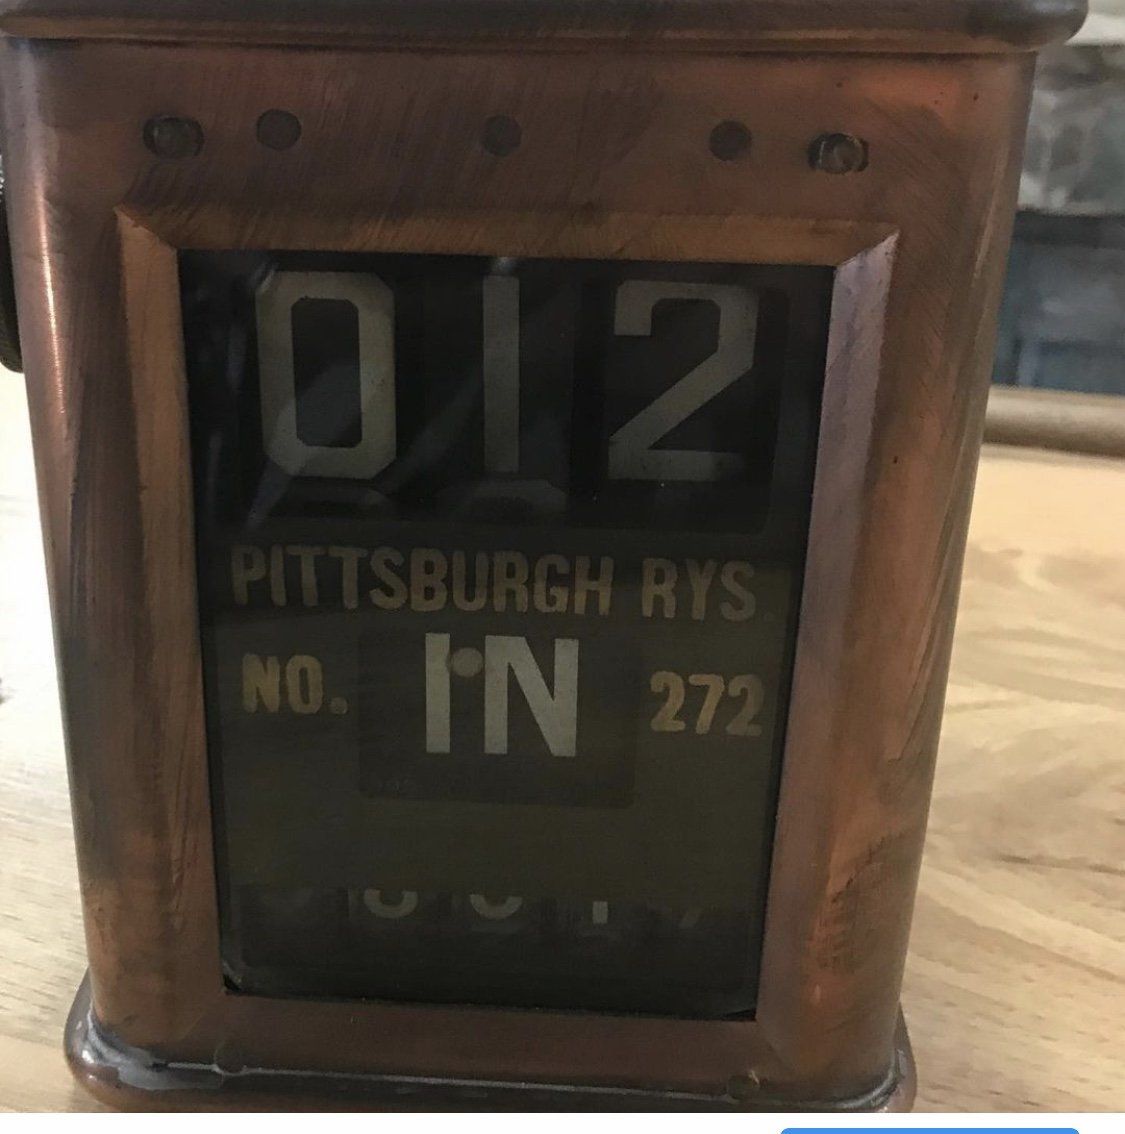 012
PITTSBURGH RYS.
NO. IN 272